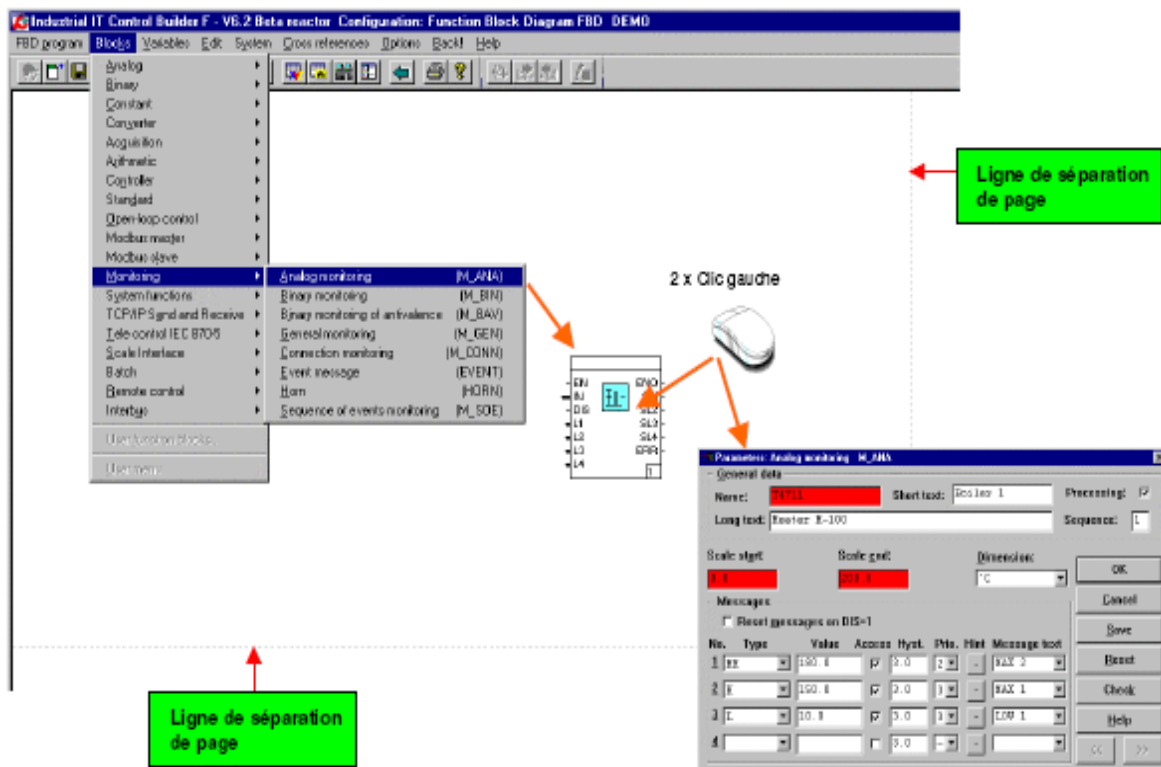 Industrial IT Control Builder F - V6.2 Beta reactor Configuration: Function Block Diagram FBD DEMO
FBD program Blocks Variables Edit System Cross references Options Back! Help
Analog
Binary
Constant
Converter
Acquisition
Arithmetic
Controller
Standard
Open-loop control
Modbus master
Modbus slave
Monitoring
System functions
TCP/IP Send and Receive
Tele control IEC 870-5
Scale Interface
Batch
Remote control
Interbus
User function blocks
User menu
Analog monitoring (M_ANA)
Binary monitoring (M_BIN)
Binary monitoring of antivalence (M_BAV)
General monitoring (M_GEN)
Connection monitoring (M_CONN)
Event message (EVENT)
Horn (HORN)
Sequence of events monitoring (M_SOE)
Ligne de séparation
de page
2 x Clic gauche
EN ENO
IN
DIS SL2
L1 SL3
L2 SL4
L3 ERR
L4
1
Parameters: Analog monitoring M_ANA
General data
Name: Short text: Boiler 1 Processing:
Long text: Sequence: 1
Scale start: Scale end: Dimension:
0.0 200.0 °C
OK
Cancel
Save
Reset
Check
Help
<< >>
Messages
Reset messages on DIS=1
No. Type Value Access Hyst. Prio. Hint Message text
1 HH 180.0 3.0 2 - MAX 2
2 H 150.0 3.0 3 - MAX 1
3 L 10.0 3.0 3 - LOW 1
4 3.0 - -
Ligne de séparation
de page